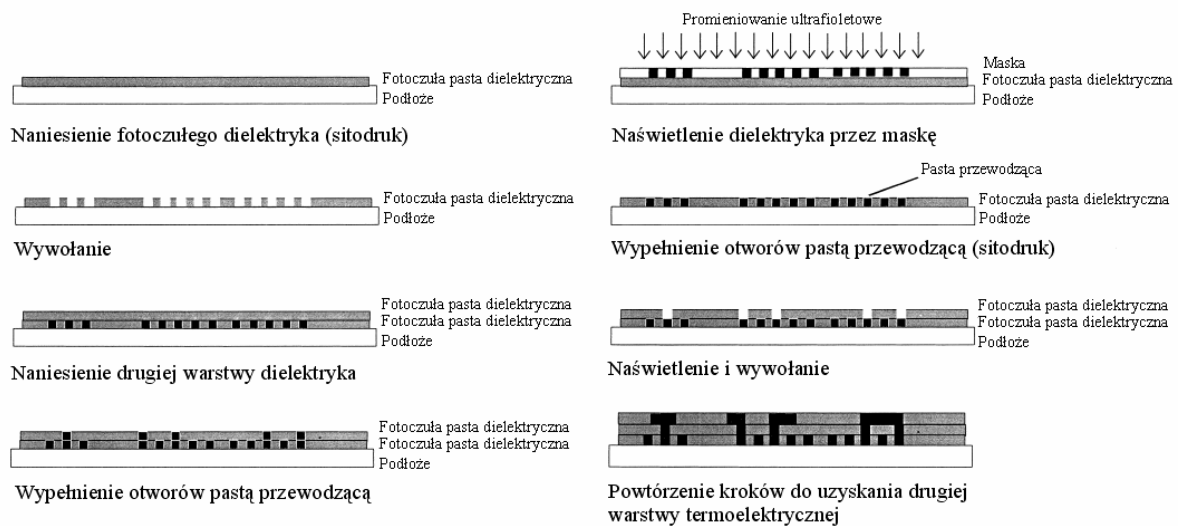 Promieniowanie ultrafioletowe
Fotoczuła pasta dielektryczna
Podłoże
Naniesienie fotoczułego dielektryka (sitodruk)
Maska
Fotoczuła pasta dielektryczna
Podłoże
Naświetlenie dielektryka przez maskę
Fotoczuła pasta dielektryczna
Podłoże
Wywołanie
Pasta przewodząca
Fotoczuła pasta dielektryczna
Podłoże
Wypełnienie otworów pastą przewodzącą (sitodruk)
Fotoczuła pasta dielektryczna
Fotoczuła pasta dielektryczna
Podłoże
Naniesienie drugiej warstwy dielektryka
Fotoczuła pasta dielektryczna
Fotoczuła pasta dielektryczna
Podłoże
Naświetlenie i wywołanie
Fotoczuła pasta dielektryczna
Fotoczuła pasta dielektryczna
Podłoże
Wypełnienie otworów pastą przewodzącą
Powtórzenie kroków do uzyskania drugiej
warstwy termoelektrycznej